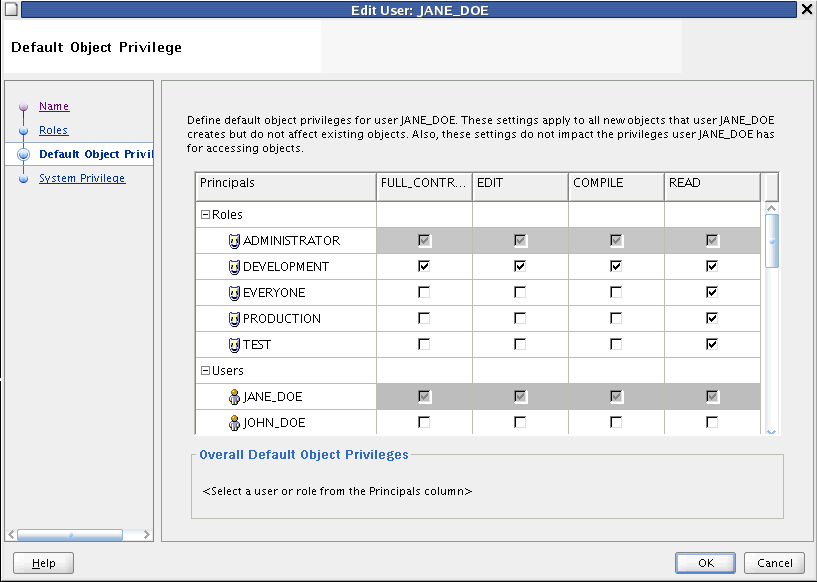 Edit User: JANE_DOE
Default Object Privilege
Name
Roles
Default Object Privil
System Privilege
Define default object privileges for user JANE_DOE. These settings apply to all new objects that user JANE_DOE
creates but do not affect existing objects. Also, these settings do not impact the privileges user JANE_DOE has
for accessing objects.
Principals FULL_CONTR... EDIT COMPILE READ
Roles
ADMINISTRATOR
DEVELOPMENT
EVERYONE
PRODUCTION
TEST
Users
JANE_DOE
JOHN_DOE
Overall Default Object Privileges
<Select a user or role from the Principals column>
Help OK Cancel